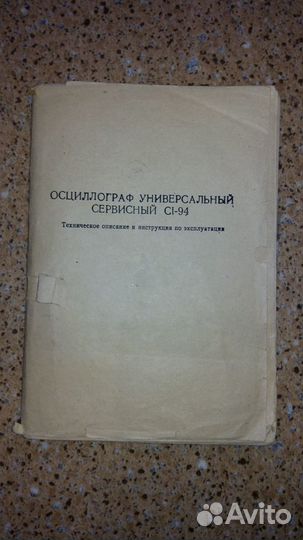 ОСЦИЛЛОГРАФ УНИВЕРСАЛЬНЫЙ
СЕРВИСНЫЙ С1-94
Техническое описание и инструкция по эксплуатации
Avito